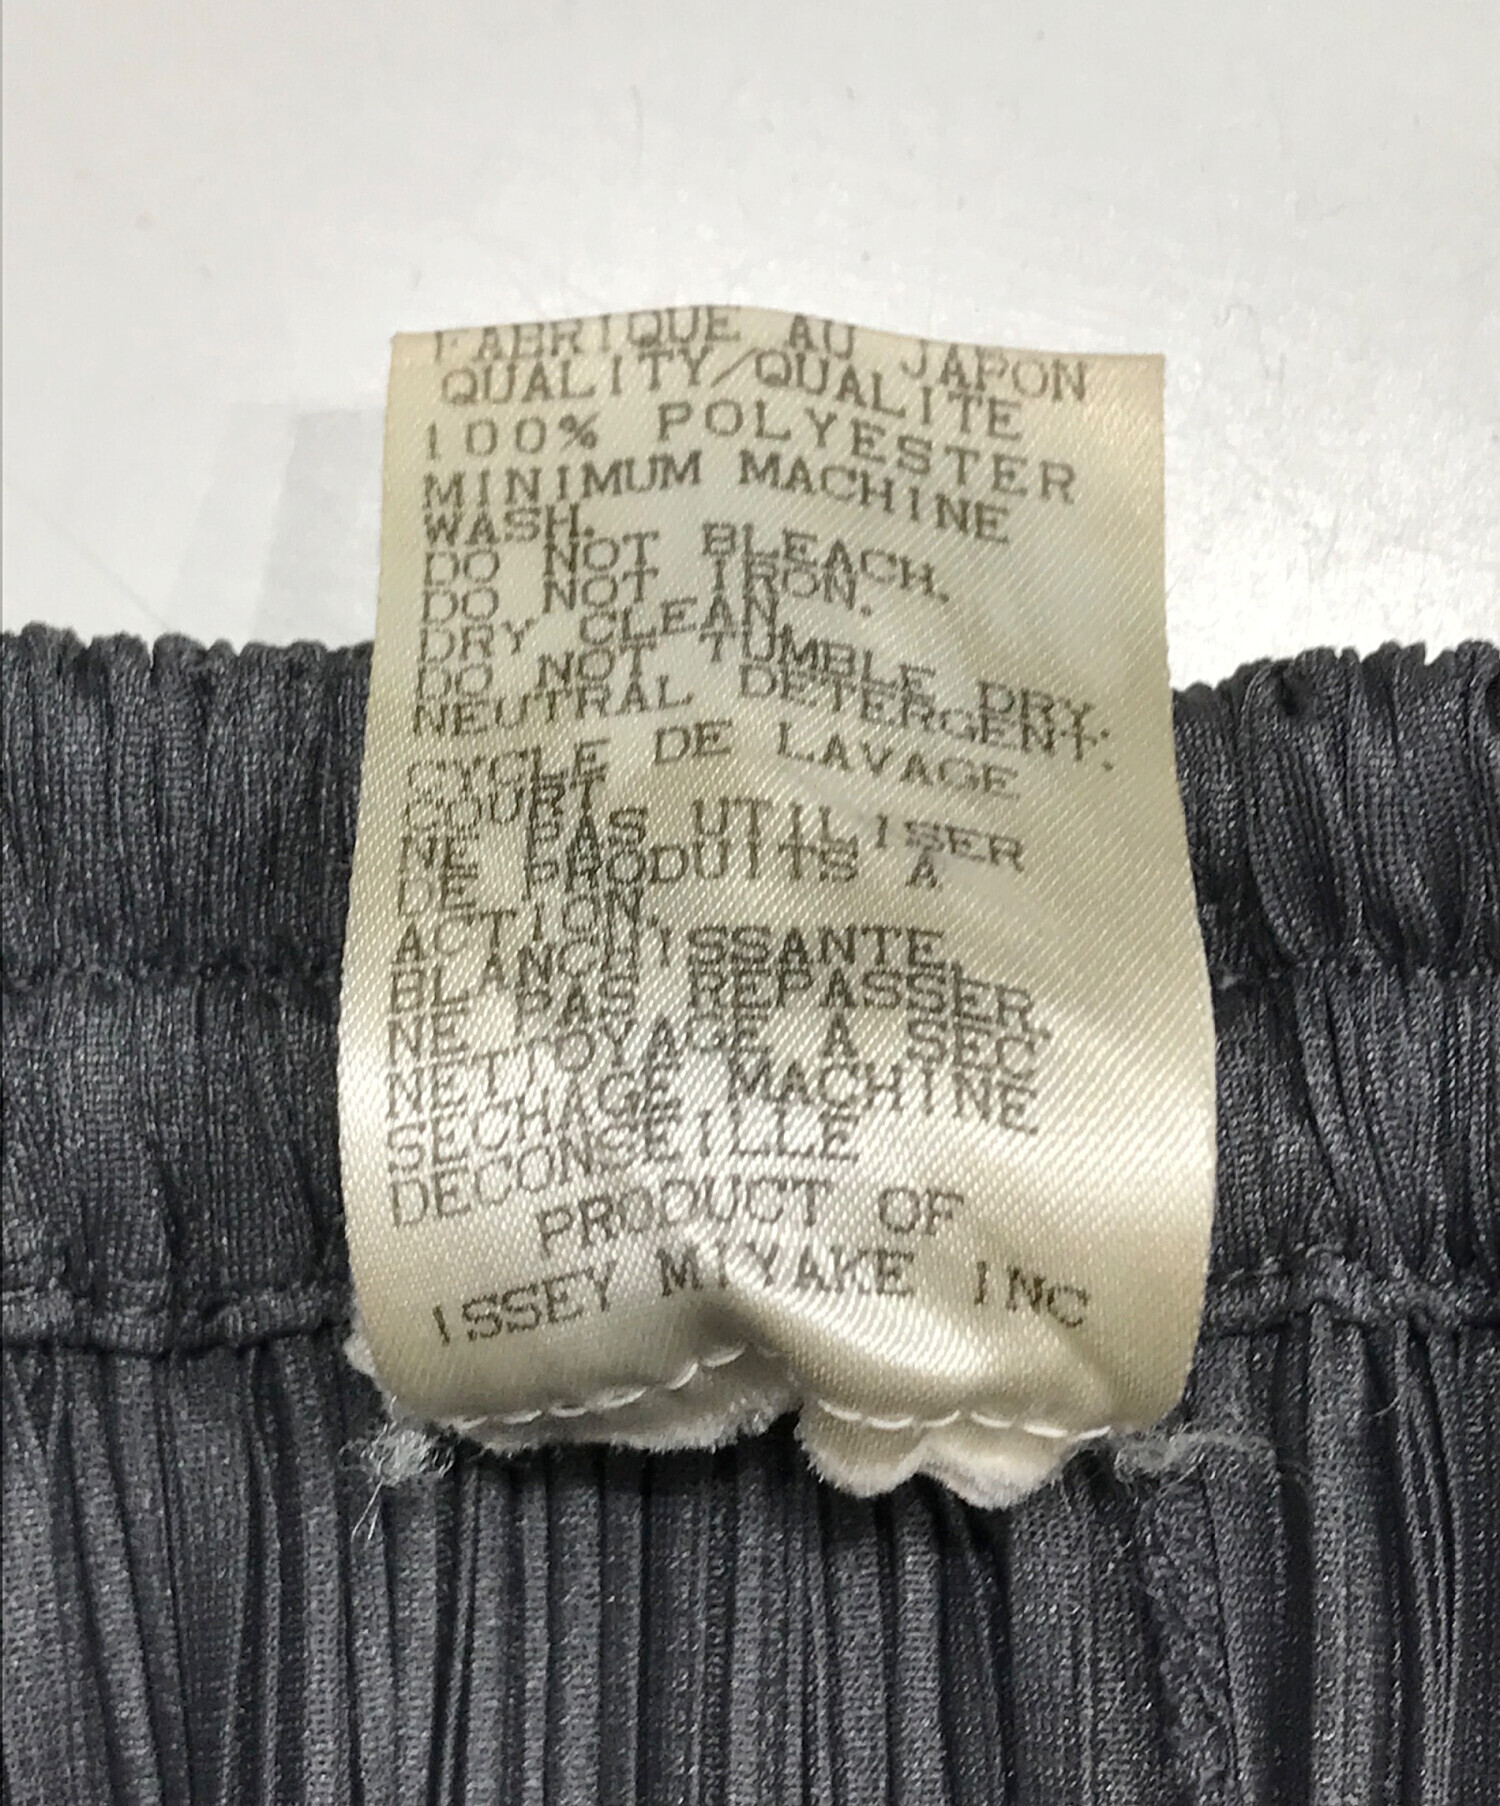 FABRIQUE AU JAPON
QUALITY/QUALITE
100% POLYESTER
MINIMUM MACHINE
WASH.
DO NOT BLEACH.
DO NOT IRON.
DRY CLEAN
DO NOT TUMBLE DRY.
NEUTRAL DETERGENT.
CYCLE DE LAVAGE
COURT
NE PAS UTILISER
DE PRODUITS A
ACTION.
BLANCHISSANTE
NE PAS REPASSER.
NETTOYAGE A SEC
SECHAGE MACHINE
DECONSEILLE
PRODUCT OF
ISSEY MIYAKE INC